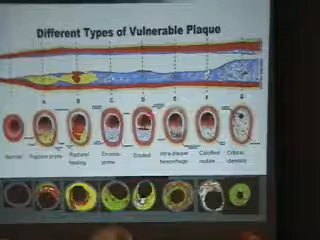 Different Types of Vulnerable Plaque
A B C D E F G
Normal Rupture-prone Rupture/ healing Erosion- prone Eroded Intra-plaque hemorrhage Calcified nodule Critical stenosis